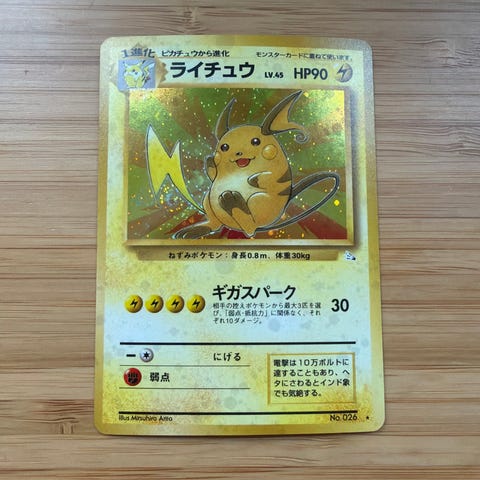 1進化 ピカチュウから進化 モンスターカードに重ねて使います。
ライチュウ LV.45 HP90
ねずみポケモン：身長0.8m、体重30kg
ギガスパーク 30
相手の控えポケモンから最大3匹を選
び、「弱点・抵抗力」に関係なく、それ
ぞれ10ダメージ。
にげる
弱点
電撃は10万ボルトに
達することもあり、ヘ
タにさわるとインド象
でも気絶する。
Illus. Mitsuhiro Arita
No. 026 ★